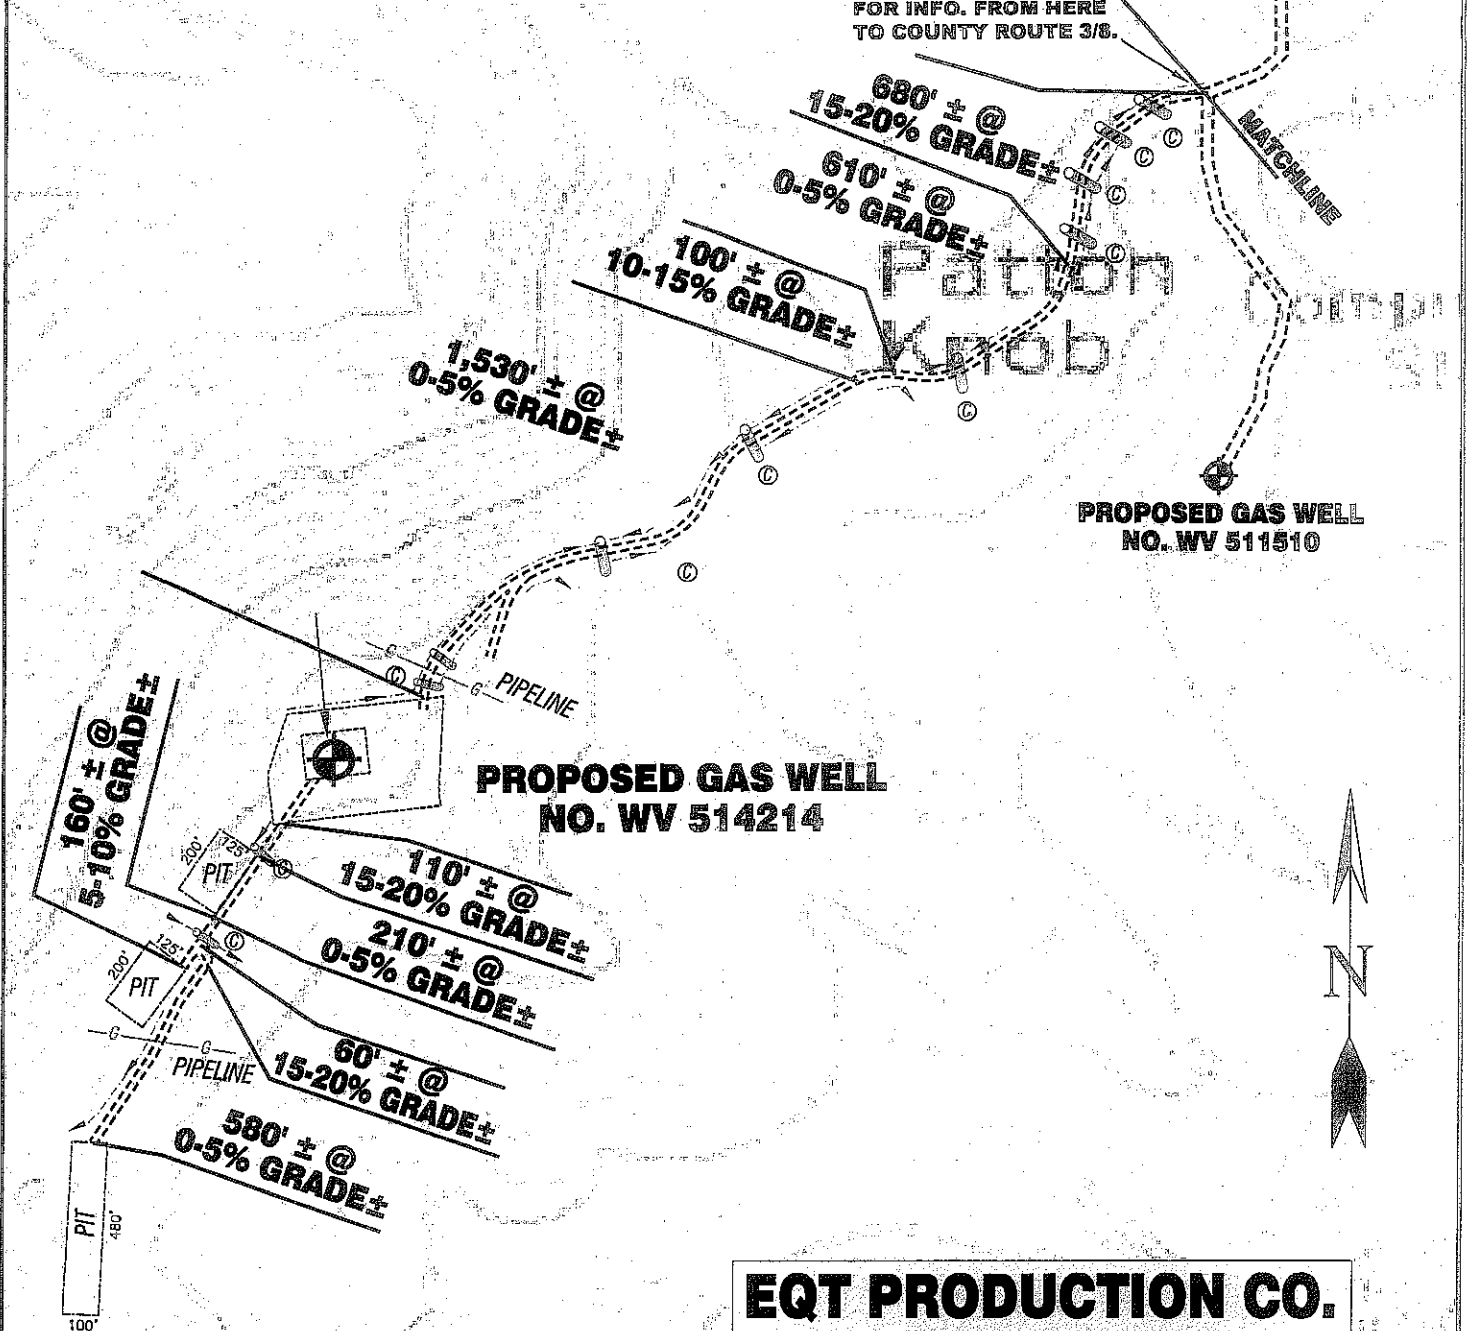 FOR INFO. FROM HERE
TO COUNTY ROUTE 3/8.
MATCHLINE
680' ± @
15-20% GRADE±
610' ± @
0-5% GRADE±
100' ± @
10-15% GRADE±
1,530' ± @
0-5% GRADE±
Patton
Knob
C
C
C
C
C
C
C
C
PROPOSED GAS WELL
NO. WV 511510
G
G
PIPELINE
PROPOSED GAS WELL
NO. WV 514214
160' ± @
5-10% GRADE±
200'
125'
PIT
C
110' ± @
15-20% GRADE±
210' ± @
0-5% GRADE±
C
200'
125'
PIT
G
G
PIPELINE
60' ± @
15-20% GRADE±
580' ± @
0-5% GRADE±
PIT
480'
100'
N
EQT PRODUCTION CO.